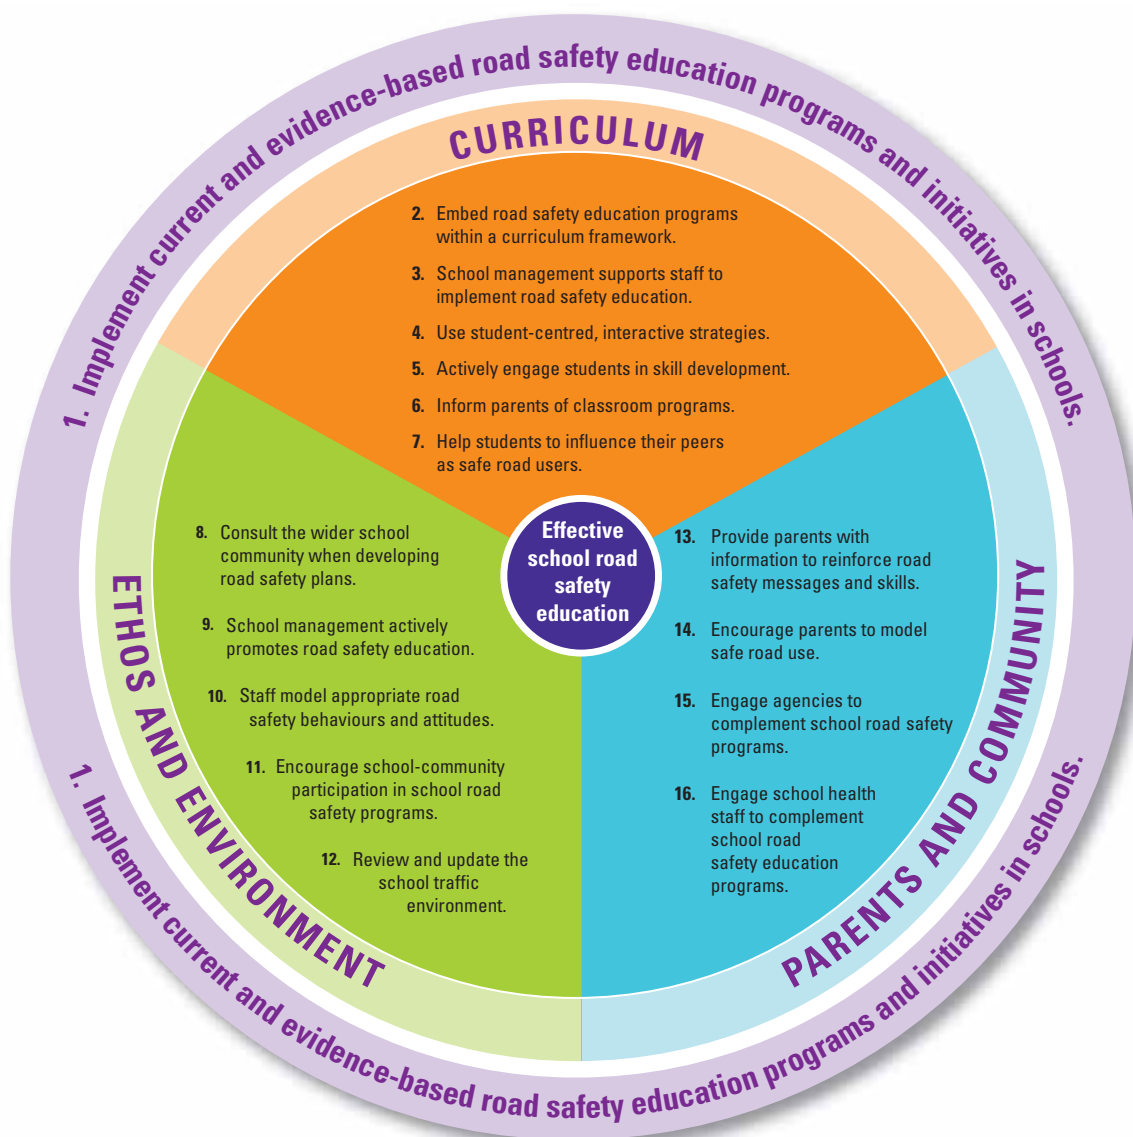 1. Implement current and evidence-based road safety education programs and initiatives in schools.
CURRICULUM
2. Embed road safety education programs
within a curriculum framework.
3. School management supports staff to
implement road safety education.
4. Use student-centred, interactive strategies.
5. Actively engage students in skill development.
6. Inform parents of classroom programs.
7. Help students to influence their peers
as safe road users.
Effective
school road
safety
education
ETHOS AND ENVIRONMENT
8. Consult the wider school
community when developing
road safety plans.
9. School management actively
promotes road safety education.
10. Staff model appropriate road
safety behaviours and attitudes.
11. Encourage school-community
participation in school road
safety programs.
12. Review and update the
school traffic
environment.
PARENTS AND COMMUNITY
13. Provide parents with
information to reinforce road
safety messages and skills.
14. Encourage parents to model
safe road use.
15. Engage agencies to
complement school road safety
programs.
16. Engage school health
staff to complement
school road
safety education
programs.
1. Implement current and evidence-based road safety education programs and initiatives in schools.